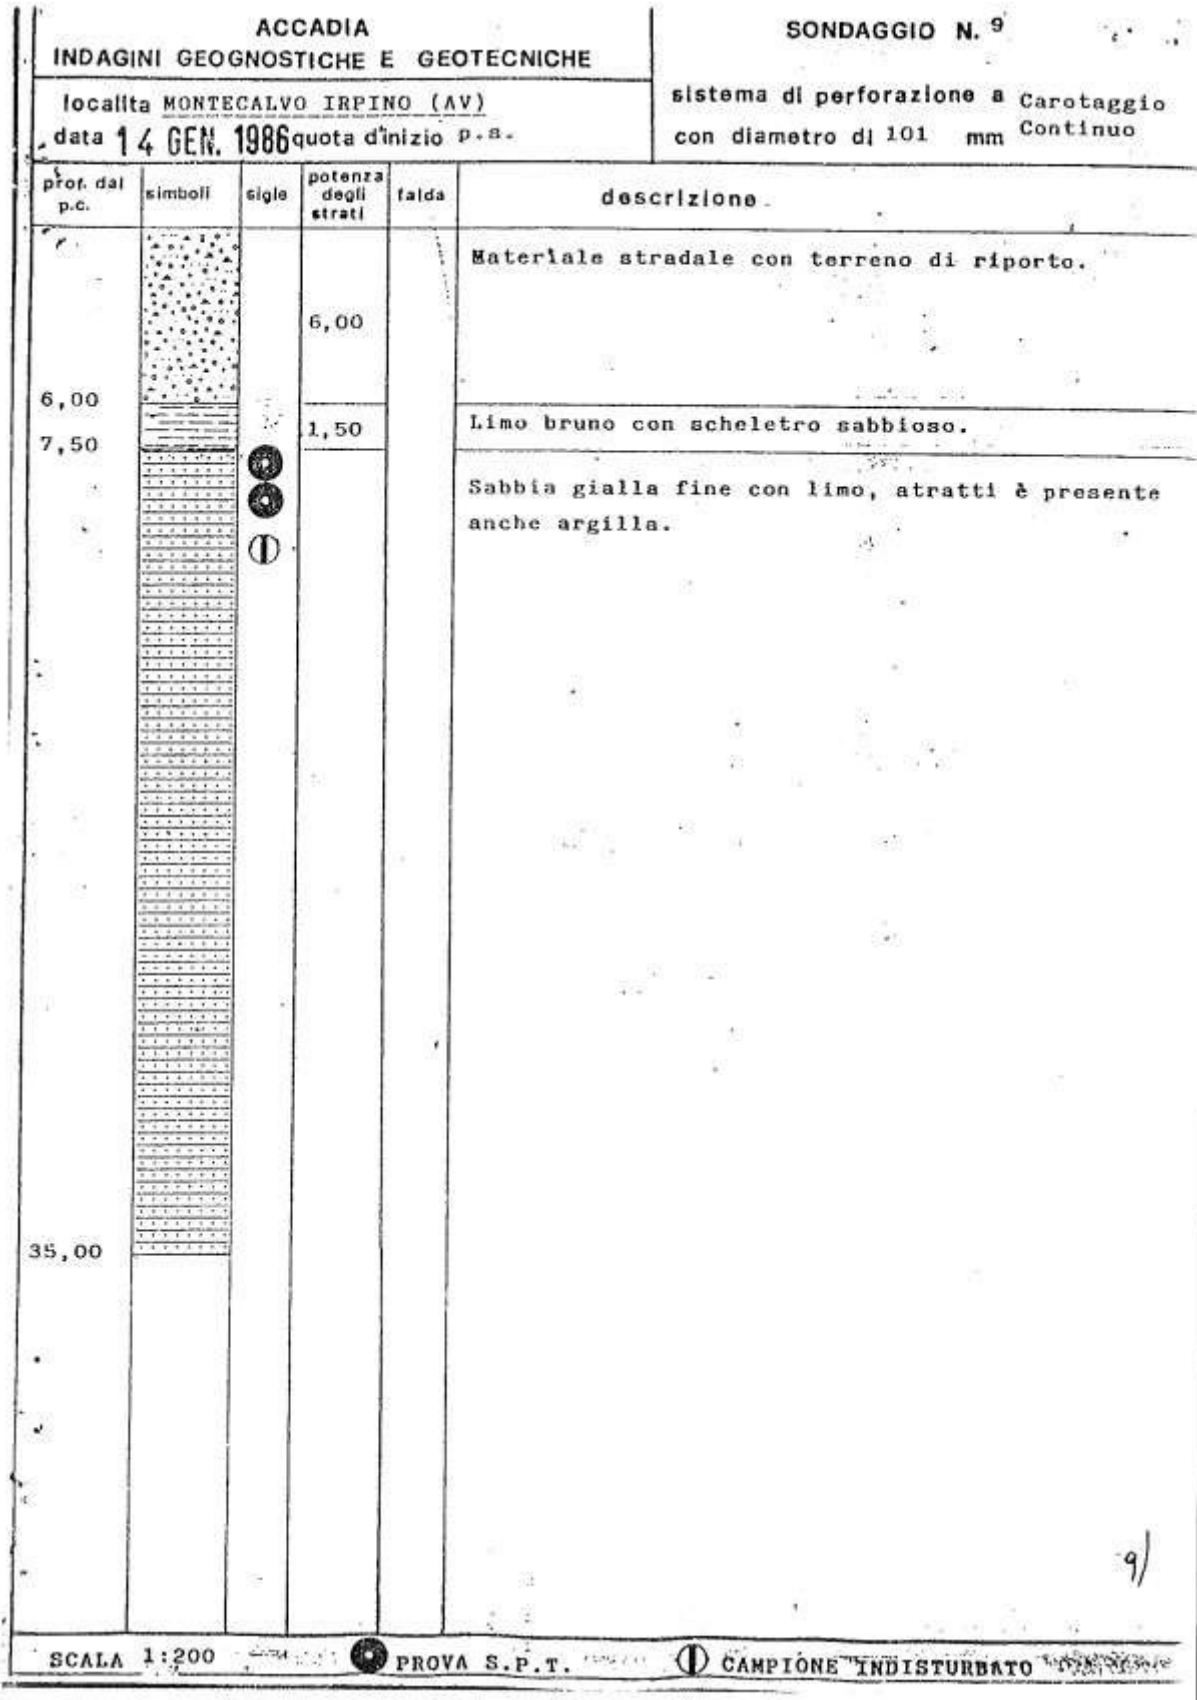 ACCADIA
INDAGINI GEOGNOSTICHE E GEOTECNICHE
SONDAGGIO N. 9
localita MONTECALVO IRPINO (AV)
data 14 GEN. 1986 quota d'inizio p.s.
sistema di perforazione a Carotaggio Continuo
con diametro di 101 mm
prof. dal p.c.
simboli
sigle
potenza degli strati
falda
descrizione
Materiale stradale con terreno di riporto.
6,00
6,00
1,50
Limo bruno con scheletro sabbioso.
7,50
Sabbia gialla fine con limo, atratti è presente
anche argilla.
35,00
9)
SCALA 1:200
PROVA S.P.T.
CAMPIONE INDISTURBATO